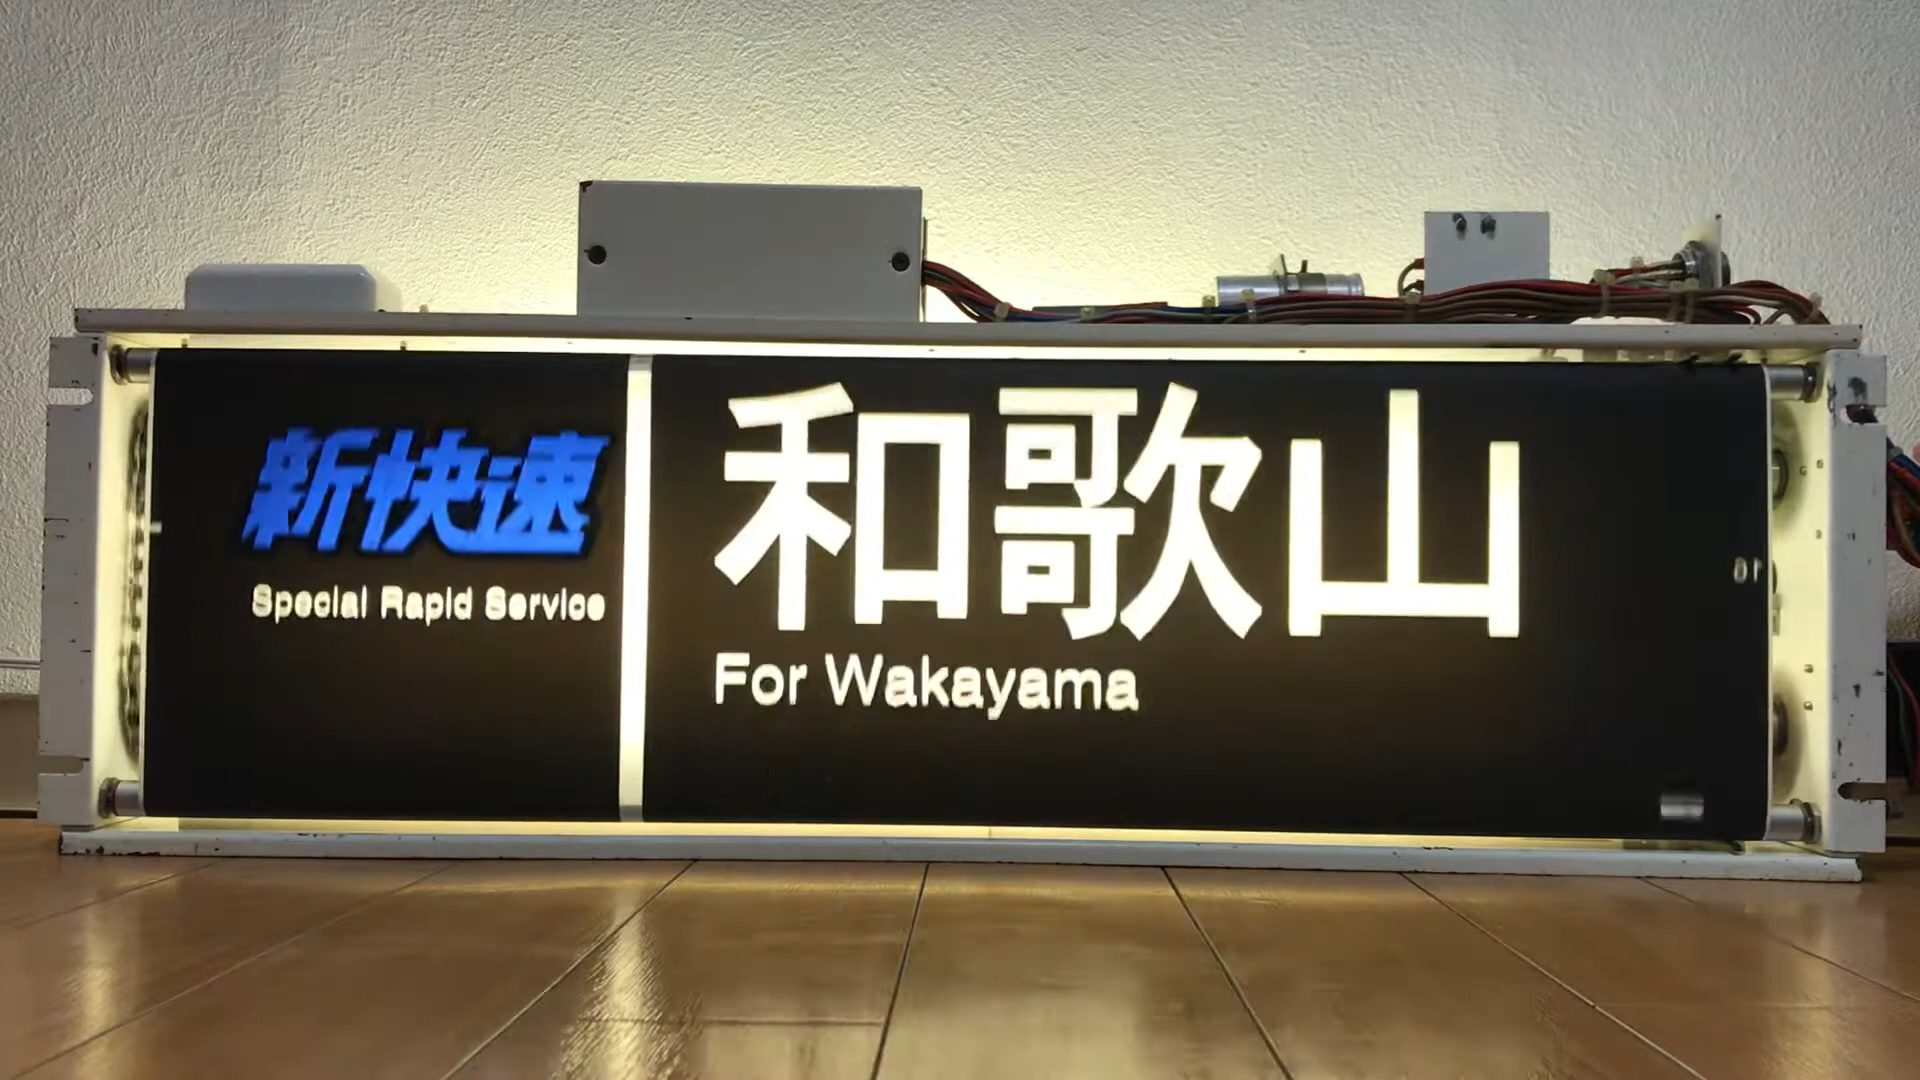 新快速
Special Rapid Service
和歌山
For Wakayama